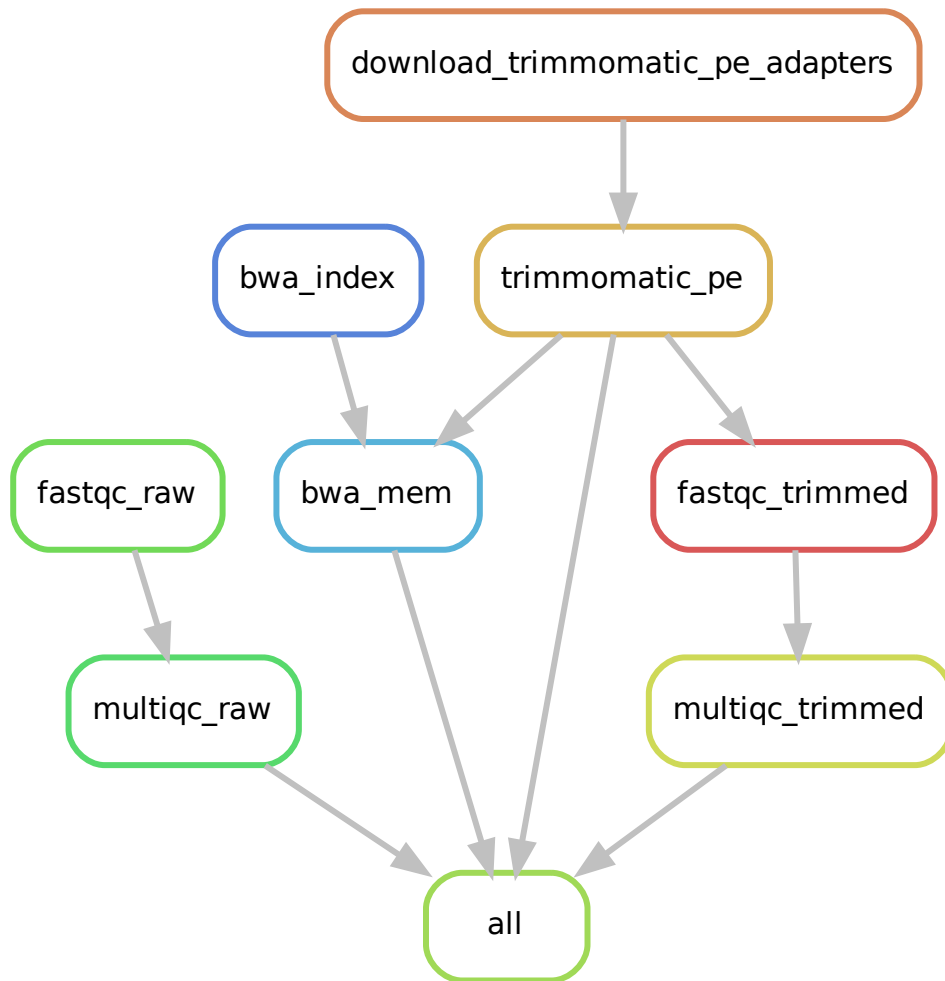 download_trimmomatic_pe_adapters
bwa_index
trimmomatic_pe
fastqc_raw
bwa_mem
fastqc_trimmed
multiqc_raw
multiqc_trimmed
all